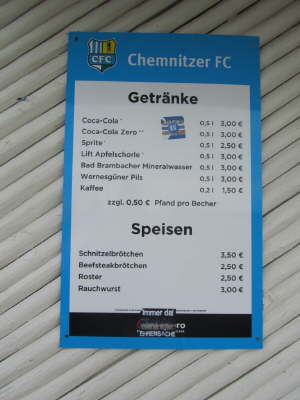 CFC Chemnitzer FC
Getränke
Coca-Cola * 0,5 l 3,00 €
Coca-Cola Zero ** 0,5 l 3,00 €
Sprite * 0,5 l 2,50 €
Lift Apfelschorle * 0,5 l 3,00 €
Bad Brambacher Mineralwasser 0,5 l 3,00 €
Wernesgüner Pils 0,5 l 3,00 €
Kaffee 0,2 l 1,50 €
zzgl. 0,50 € Pfand pro Becher
Speisen
Schnitzelbrötchen 3,50 €
Beefsteakbrötchen 2,50 €
Roster 2,50 €
Rauchwurst 3,00 €
immer da!
"EHRENSACHE"